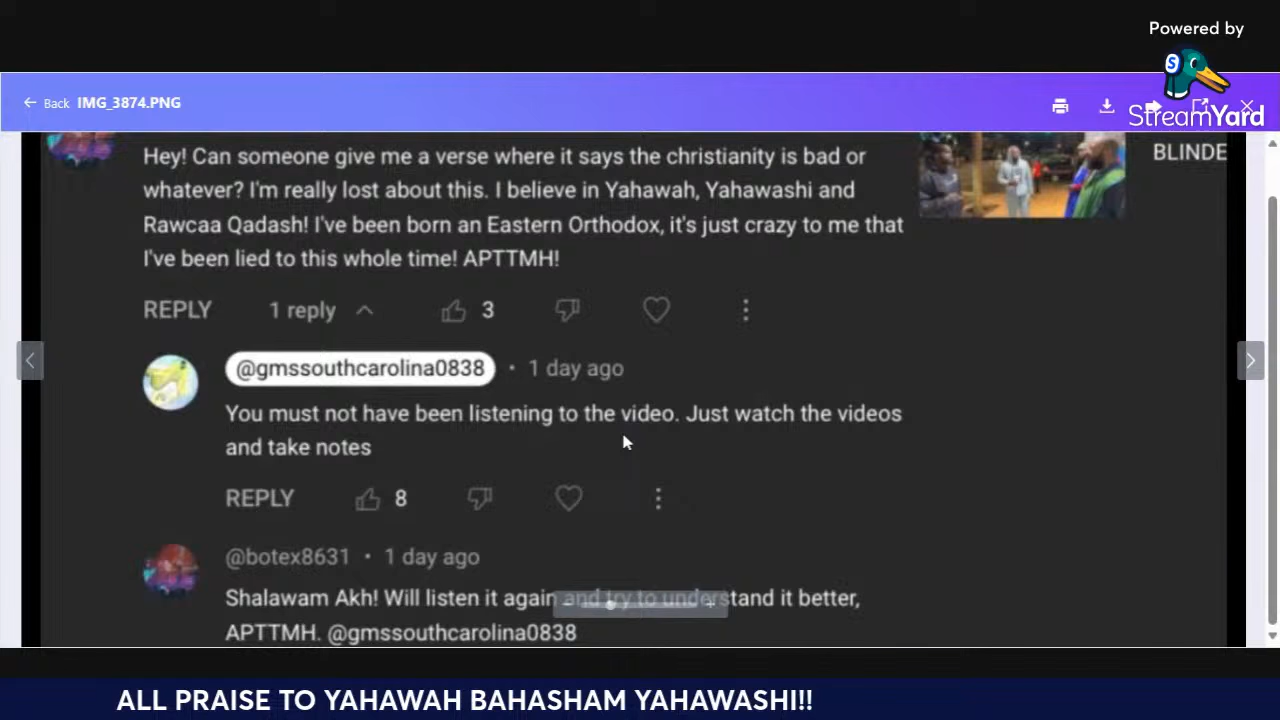 Powered by
StreamYard
Back IMG_3874.PNG
BLINDE
Hey! Can someone give me a verse where it says the christianity is bad or
whatever? I'm really lost about this. I believe in Yahawah, Yahawashi and
Rawcaa Qadash! I've been born an Eastern Orthodox, it's just crazy to me that
I've been lied to this whole time! APTTMH!
REPLY 1 reply 3
@gmssouthcarolina0838 • 1 day ago
You must not have been listening to the video. Just watch the videos
and take notes
REPLY 8
@botex8631 • 1 day ago
Shalawam Akh! Will listen it again and try to understand it better,
APTTMH. @gmssouthcarolina0838
ALL PRAISE TO YAHAWAH BAHASHAM YAHAWASHI!!